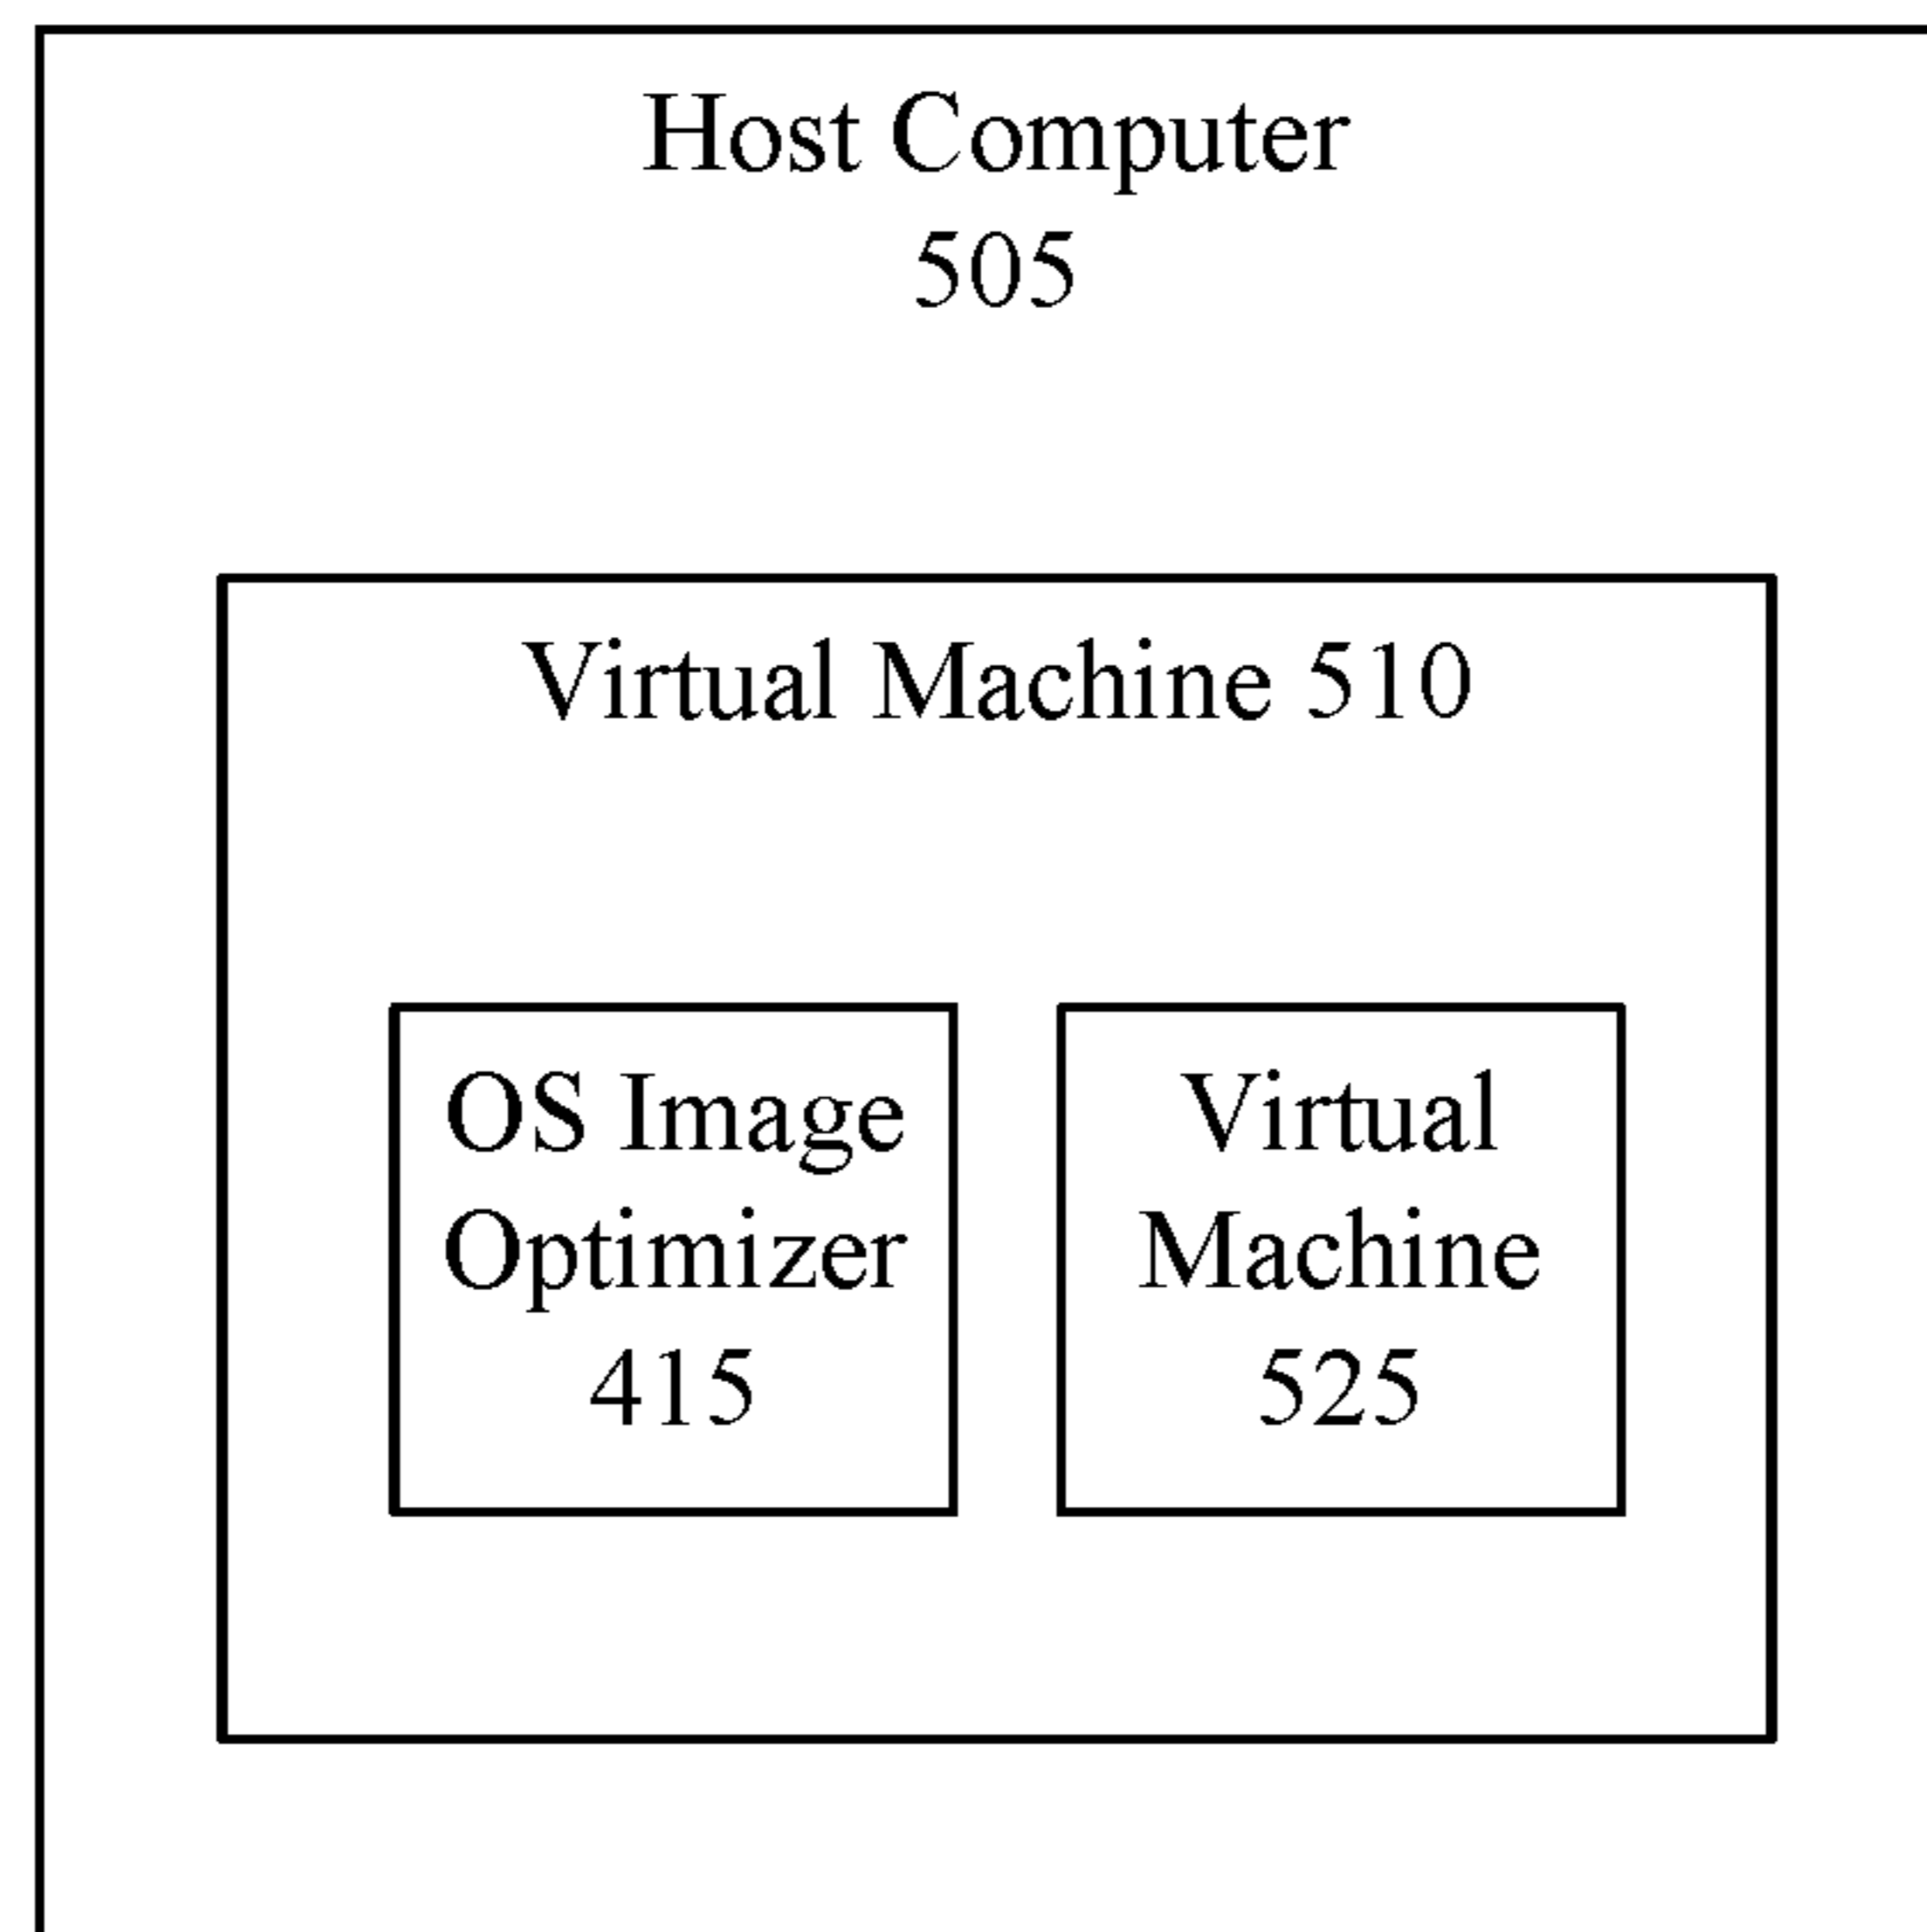 Host Computer
505
Virtual Machine 510
OS Image
Optimizer
415
Virtual
Machine
525